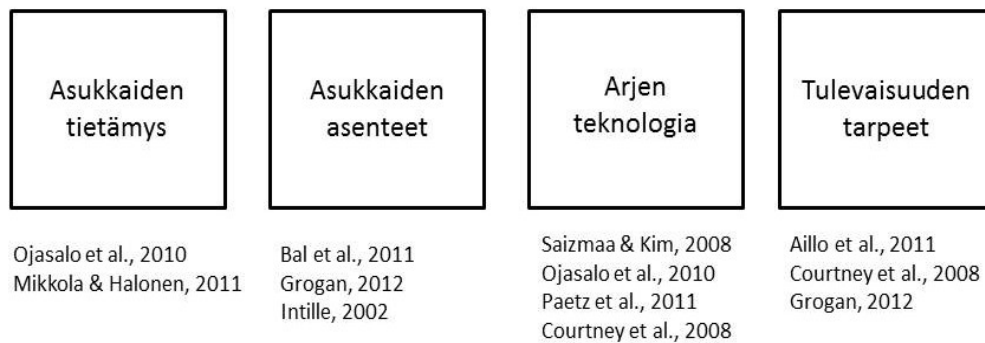 Asukkaiden
tietämys
Asukkaiden
asenteet
Arjen
teknologia
Tulevaisuuden
tarpeet
Ojasalo et al., 2010
Mikkola & Halonen, 2011
Bal et al., 2011
Grogan, 2012
Intille, 2002
Saizmaa & Kim, 2008
Ojasalo et al., 2010
Paetz et al., 2011
Courtney et al., 2008
Aillo et al., 2011
Courtney et al., 2008
Grogan, 2012